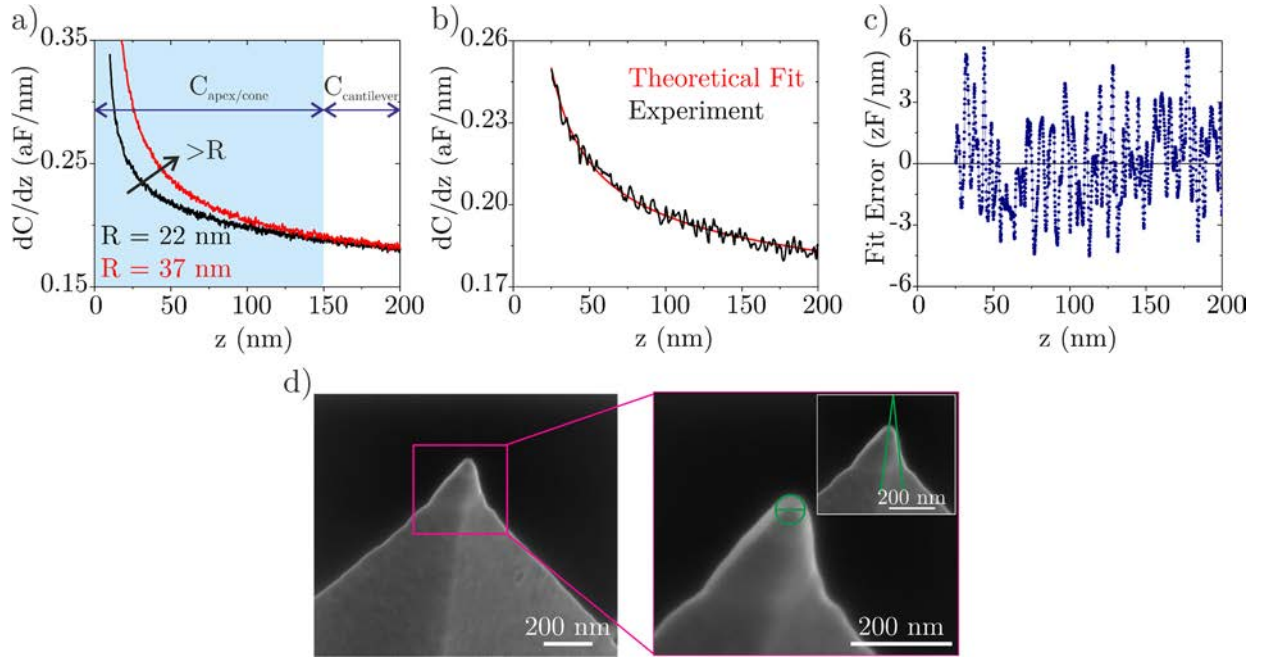 a)
0.35
0.25
0.15
dC/dz (aF/nm)
C_apex/cone
C_cantilever
>R
R = 22 nm
R = 37 nm
0 50 100 150 200
z (nm)
b)
0.26
0.23
0.20
0.17
dC/dz (aF/nm)
Theoretical Fit
Experiment
0 50 100 150 200
z (nm)
c)
6
3
0
-3
-6
Fit Error (zF/nm)
0 50 100 150 200
z (nm)
d)
200 nm
200 nm
200 nm